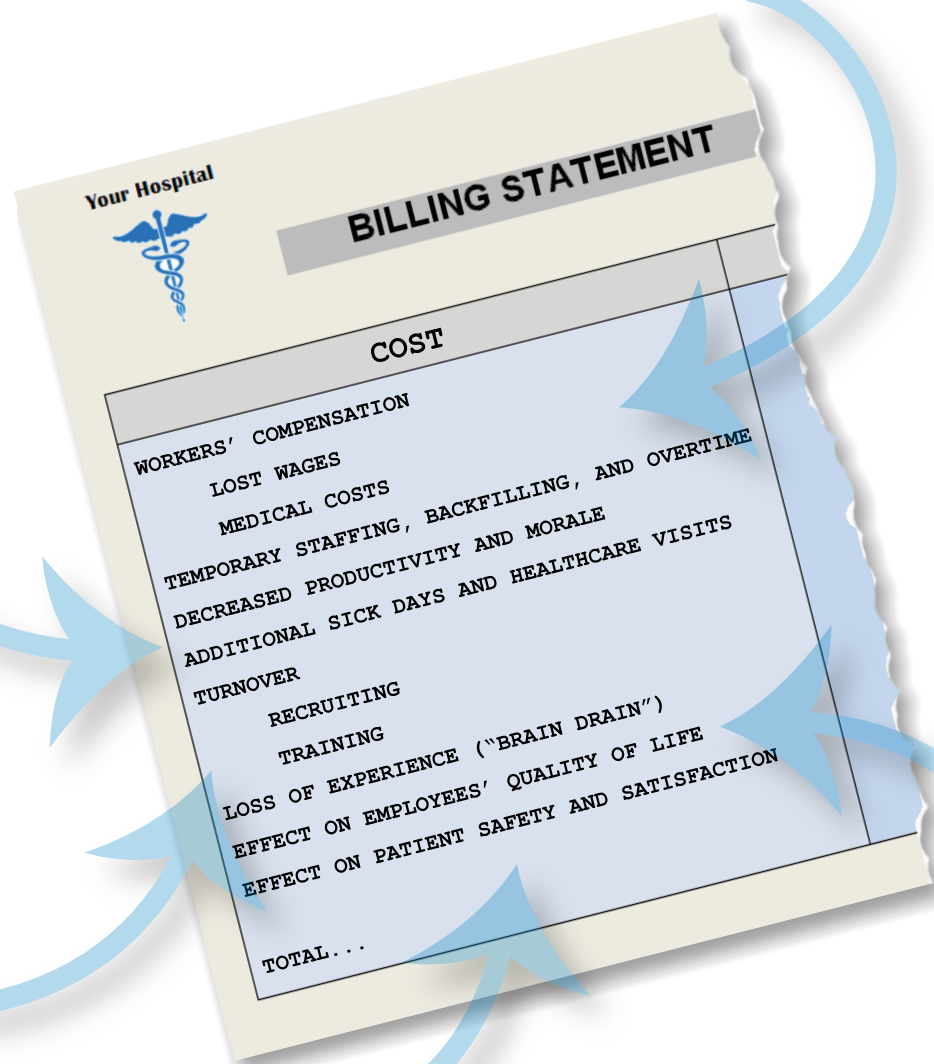 Your Hospital
BILLING STATEMENT
COST
WORKERS’ COMPENSATION
LOST WAGES
MEDICAL COSTS
TEMPORARY STAFFING, BACKFILLING, AND OVERTIME
DECREASED PRODUCTIVITY AND MORALE
ADDITIONAL SICK DAYS AND HEALTHCARE VISITS
TURNOVER
RECRUITING
TRAINING
LOSS OF EXPERIENCE (“BRAIN DRAIN”)
EFFECT ON EMPLOYEES’ QUALITY OF LIFE
EFFECT ON PATIENT SAFETY AND SATISFACTION
TOTAL...